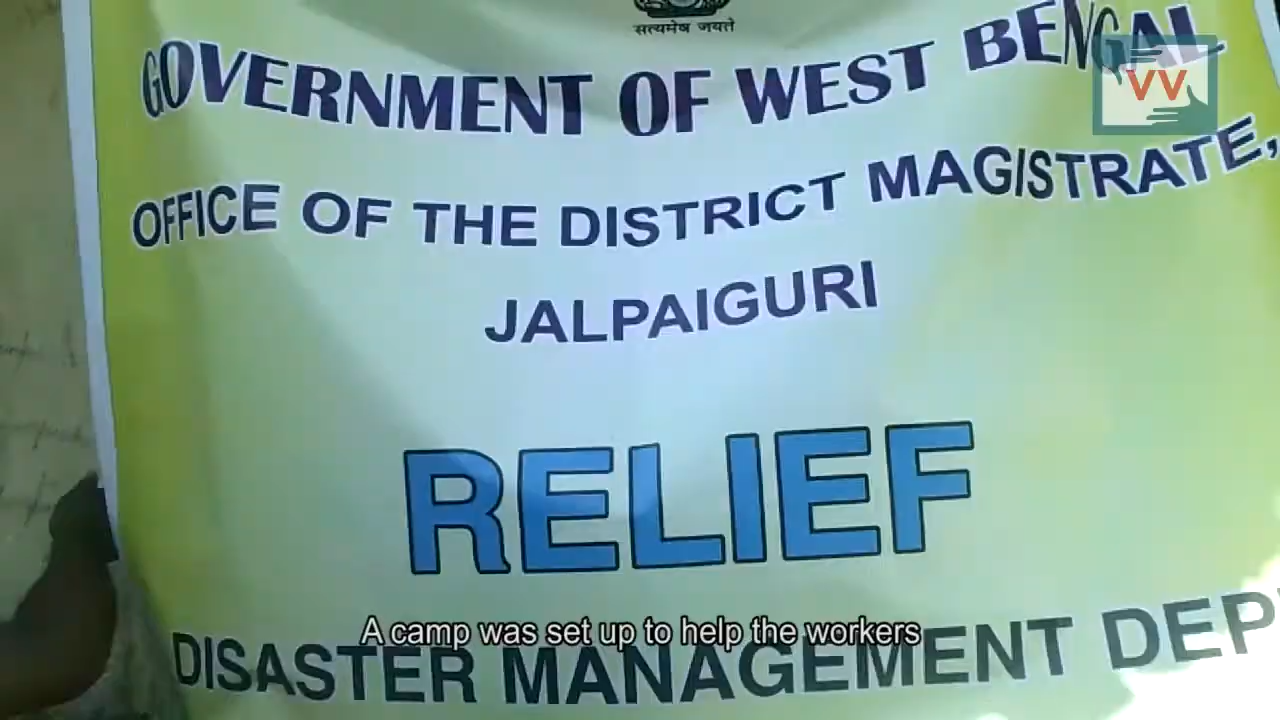 सत्यमेव जयते
GOVERNMENT OF WEST BENGAL
VV
OFFICE OF THE DISTRICT MAGISTRATE,
JALPAIGURI
RELIEF
A camp was set up to help the workers
DISASTER MANAGEMENT DEP